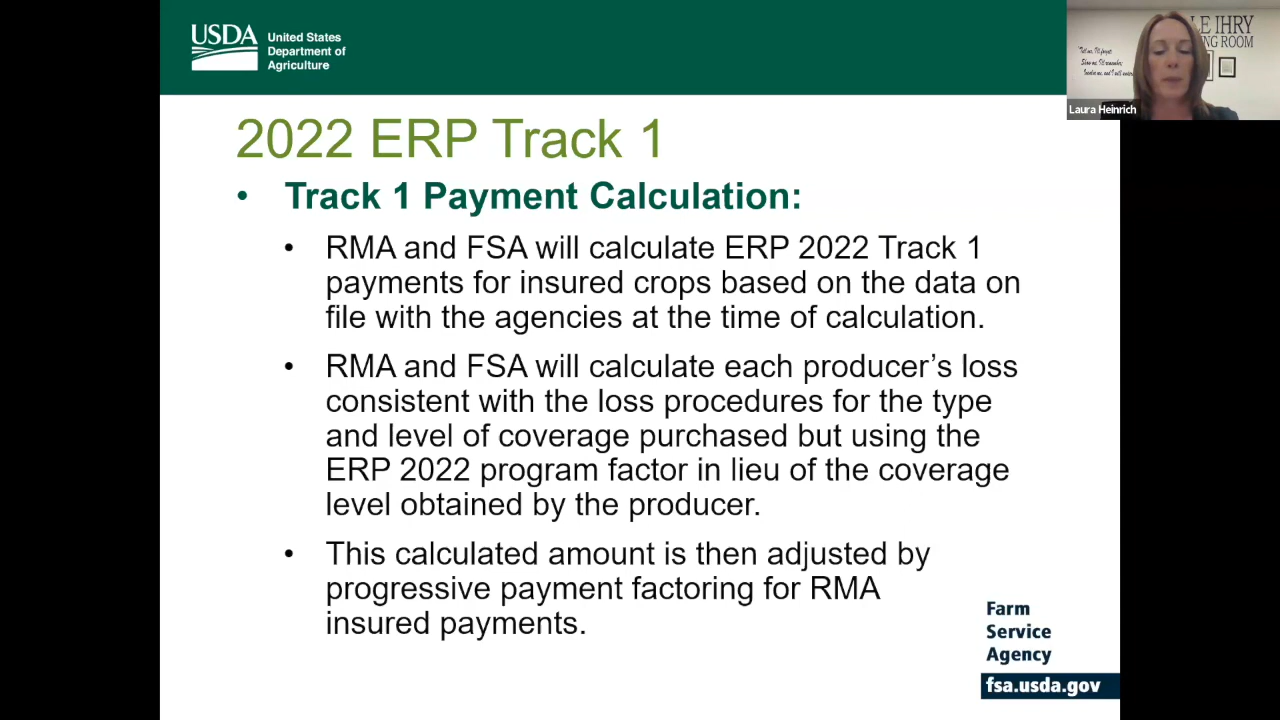 USDA
United States
Department of
Agriculture
LE IHRY
NG ROOM
Laura Heinrich
2022 ERP Track 1
• Track 1 Payment Calculation:
• RMA and FSA will calculate ERP 2022 Track 1
payments for insured crops based on the data on
file with the agencies at the time of calculation.
• RMA and FSA will calculate each producer’s loss
consistent with the loss procedures for the type
and level of coverage purchased but using the
ERP 2022 program factor in lieu of the coverage
level obtained by the producer.
• This calculated amount is then adjusted by
progressive payment factoring for RMA
insured payments.
Farm
Service
Agency
fsa.usda.gov